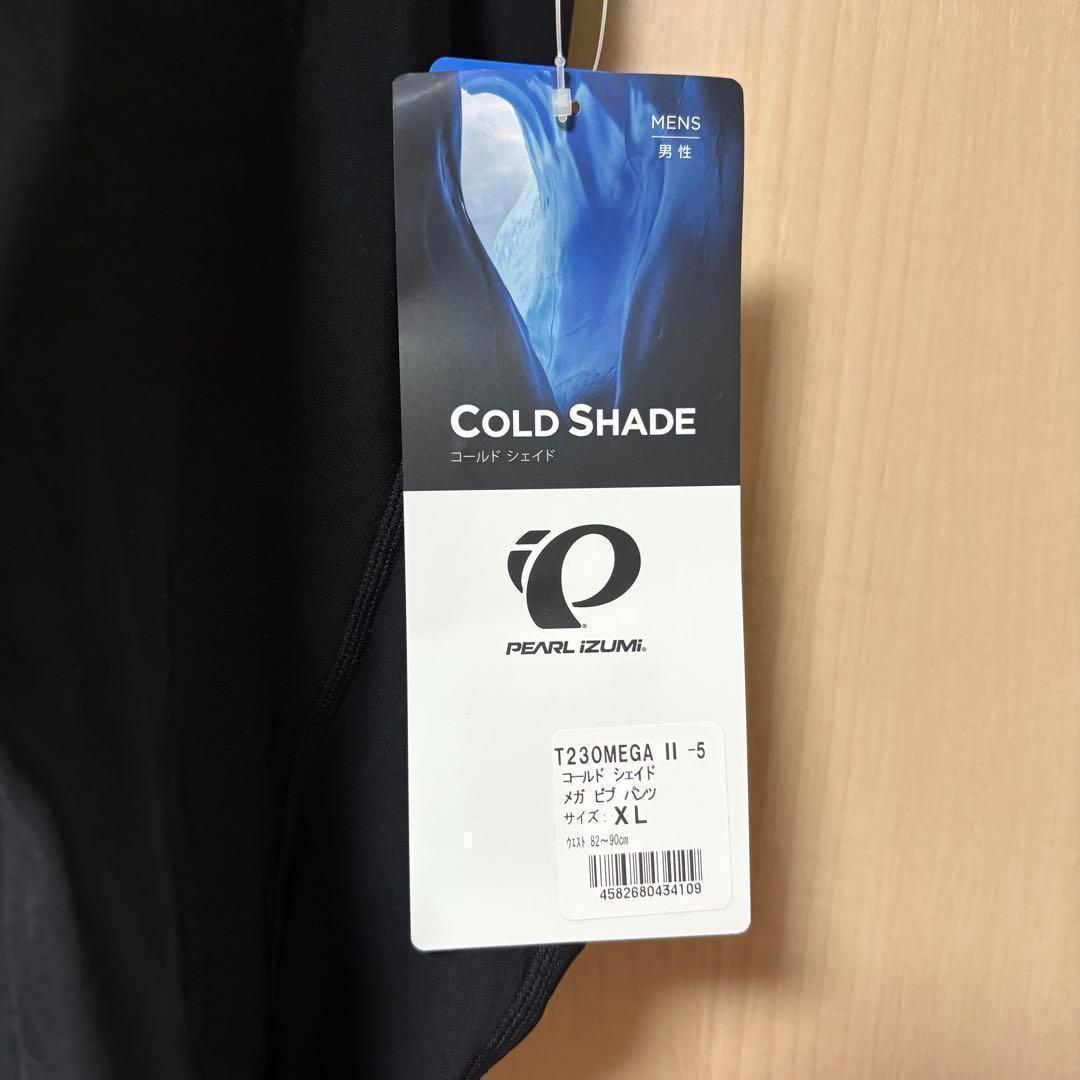 MENS
男性
COLD SHADE
コールド シェイド
PEARL iZUMi®
T230MEGA II -5
コールド シェイド
メガ ビブ パンツ
サイズ: XL
ウエスト 82～90cm
4582680434109